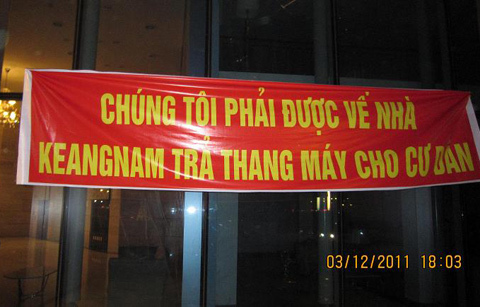 CHÚNG TÔI PHẢI ĐƯỢC VỀ NHÀ
KEANGNAM TRẢ THANG MÁY CHO CƯ DÂN
03/12/2011 18:03